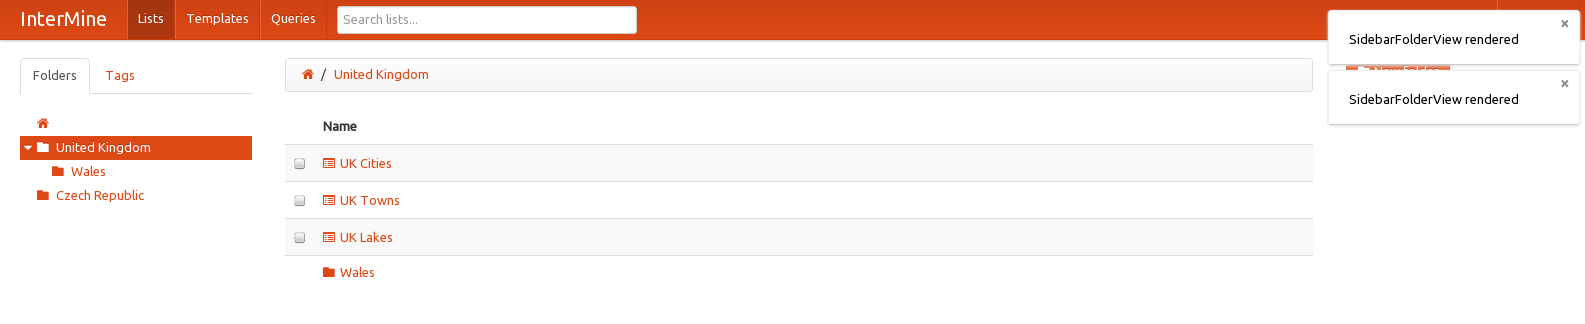 InterMine Lists Templates Queries Search lists...
SidebarFolderView rendered ×
SidebarFolderView rendered ×
Folders Tags
United Kingdom
Wales
Czech Republic
/ United Kingdom
Name
UK Cities
UK Towns
UK Lakes
Wales